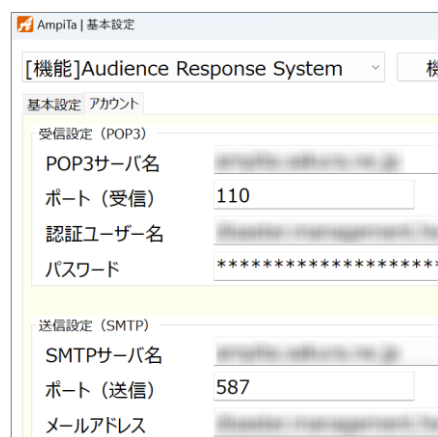 AmpiTa | 基本設定
[機能]Audience Response System
基本設定 アカウント
受信設定（POP3）
POP3サーバ名
ポート（受信） 110
認証ユーザー名
パスワード ********************
送信設定（SMTP）
SMTPサーバ名
ポート（送信） 587
メールアドレス